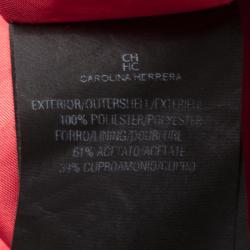 CH
HC
CAROLINA HERRERA
EXTERIOR/OUTERSHELL/EXTERIEUR
100% POLIESTER/POLYESTER
FORRO/LINING/DOUBLURE
61% ACETATO/ACETATE
39% CUPROAMONIO/CUPRO